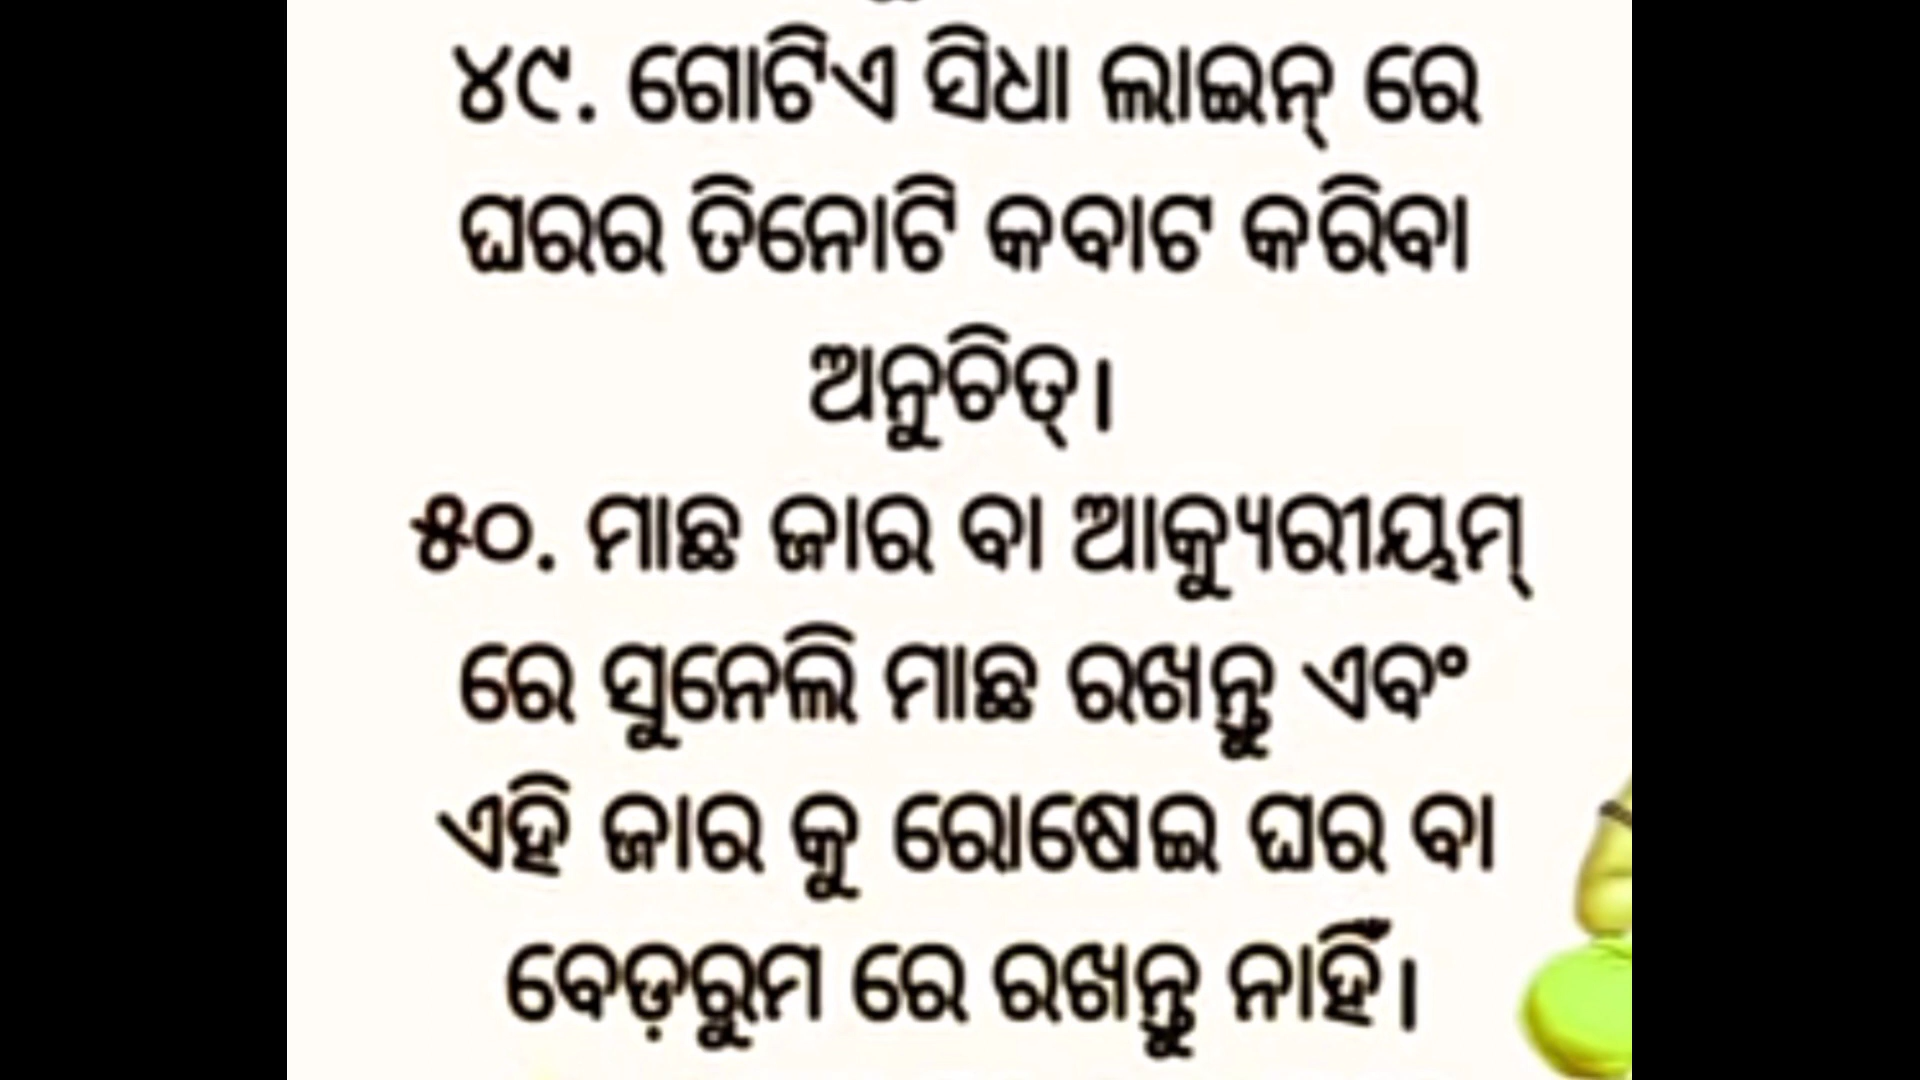 ୪୯. ଗୋଟିଏ ସିଧା ଲାଇନ୍ ରେ
ଘରର ତିନୋଟି କବାଟ କରିବା
ଅନୁଚିତ୍।
୫୦. ମାଛ ଜାର ବା ଆକ୍ୟୁରୀୟମ୍
ରେ ସୁନେଲି ମାଛ ରଖନ୍ତୁ ଏବଂ
ଏହି ଜାର କୁ ରୋଷେଇ ଘର ବା
ବେଡ଼ରୁମ ରେ ରଖନ୍ତୁ ନାହିଁ।